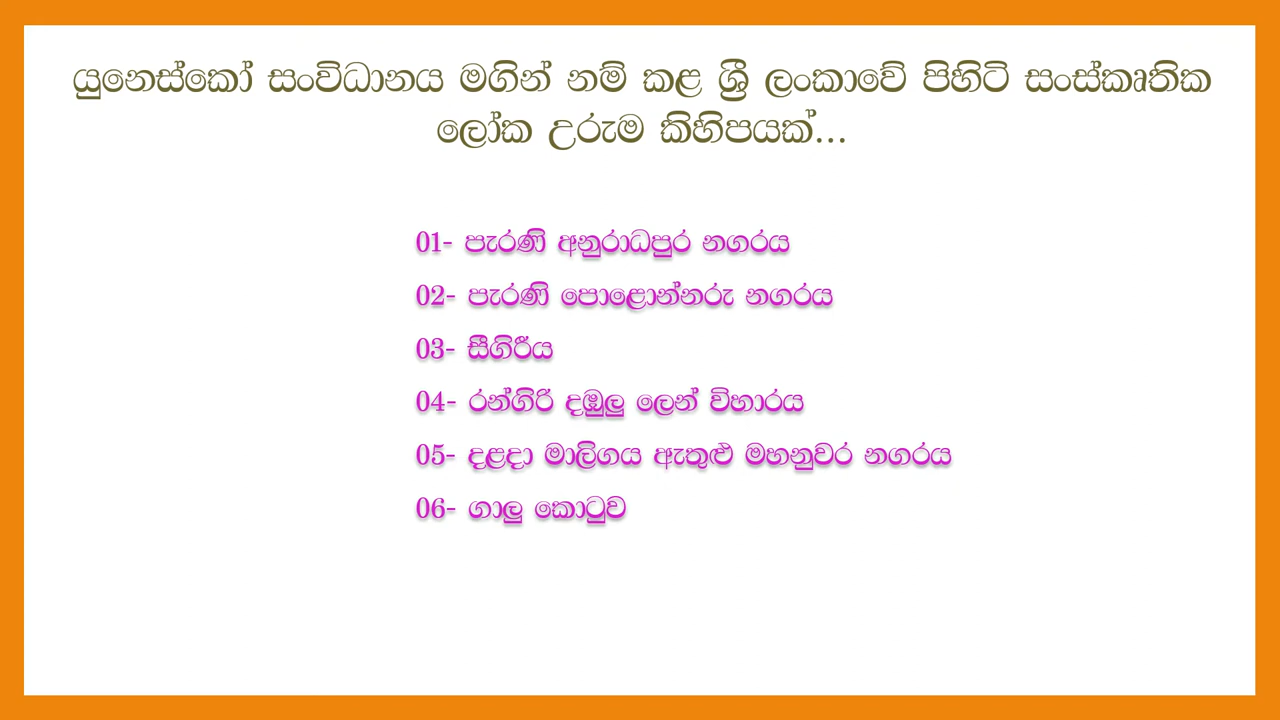 යුනෙස්කෝ සංවිධානය මගින් නම් කළ ශ්‍රී ලංකාවේ පිහිටි සංස්කෘතික
ලෝක උරුම කිහිපයක්...
01- පැරණි අනුරාධපුර නගරය
02- පැරණි පොළොන්නරු නගරය
03- සීගිරිය
04- රන්ගිරි දඹුලු ලෙන් විහාරය
05- දළදා මාලිගය ඇතුළු මහනුවර නගරය
06- ගාලු කොටුව